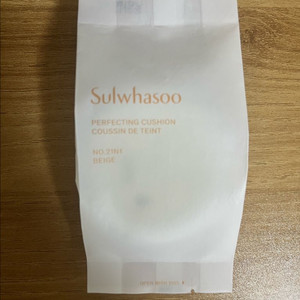 Sulwhasoo
PERFECTING CUSHION
COUSSIN DE TEINT
BEIGE